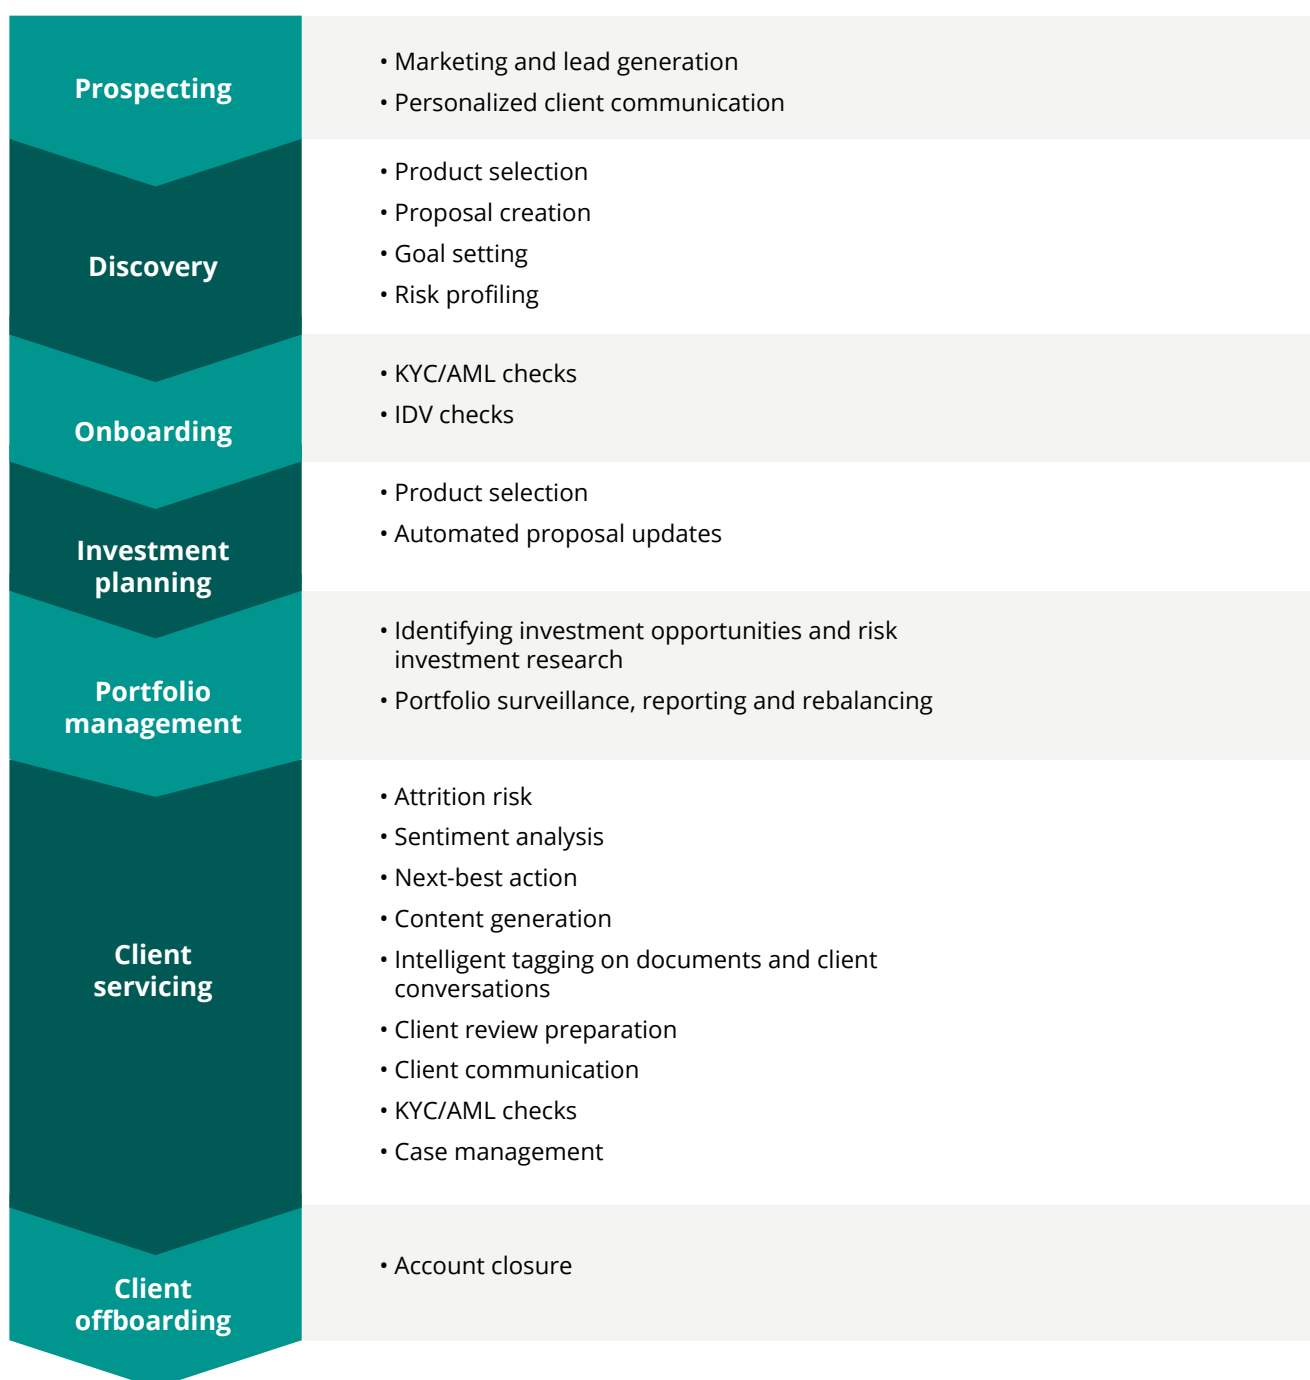 Prospecting
• Marketing and lead generation
• Personalized client communication
Discovery
• Product selection
• Proposal creation
• Goal setting
• Risk profiling
Onboarding
• KYC/AML checks
• IDV checks
Investment
planning
• Product selection
• Automated proposal updates
Portfolio
management
• Identifying investment opportunities and risk
investment research
• Portfolio surveillance, reporting and rebalancing
Client
servicing
• Attrition risk
• Sentiment analysis
• Next-best action
• Content generation
• Intelligent tagging on documents and client
conversations
• Client review preparation
• Client communication
• KYC/AML checks
• Case management
Client
offboarding
• Account closure